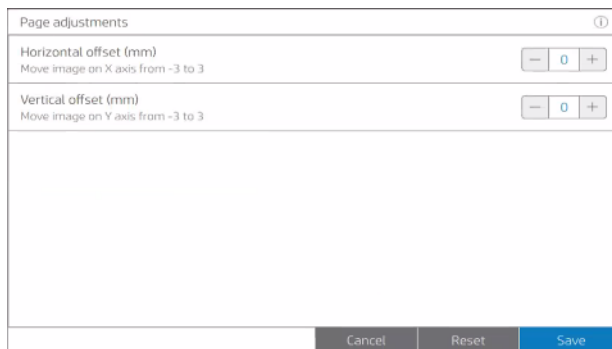 Page adjustments
Horizontal offset (mm)
Move image on X axis from -3 to 3
− 0 +
Vertical offset (mm)
Move image on Y axis from -3 to 3
− 0 +
Cancel Reset Save